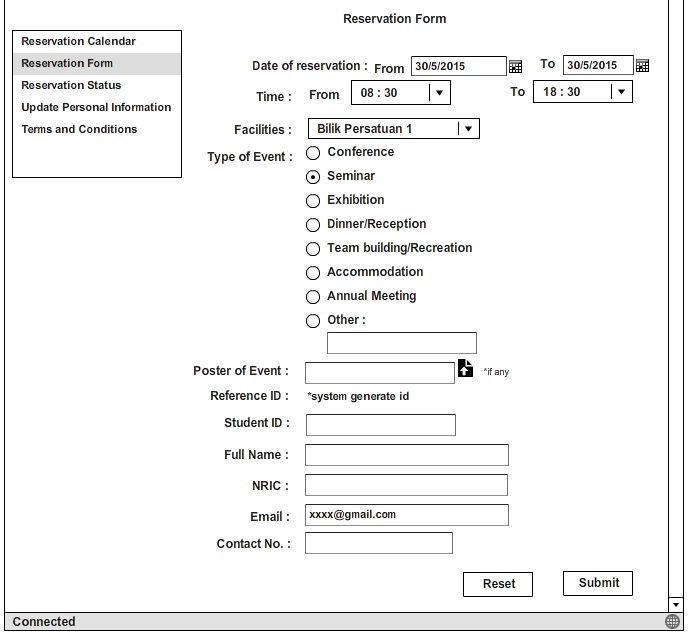 Reservation Form
Reservation Calendar
Reservation Form
Reservation Status
Update Personal Information
Terms and Conditions
Date of reservation : From 30/5/2015 To 30/5/2015
Time : From 08 : 30 To 18 : 30
Facilities : Bilik Persatuan 1
Type of Event : Conference
Seminar
Exhibition
Dinner/Reception
Team building/Recreation
Accommodation
Annual Meeting
Other :
Poster of Event : *if any
Reference ID : *system generate id
Student ID :
Full Name :
NRIC :
Email : xxxx@gmail.com
Contact No. :
Reset Submit
Connected